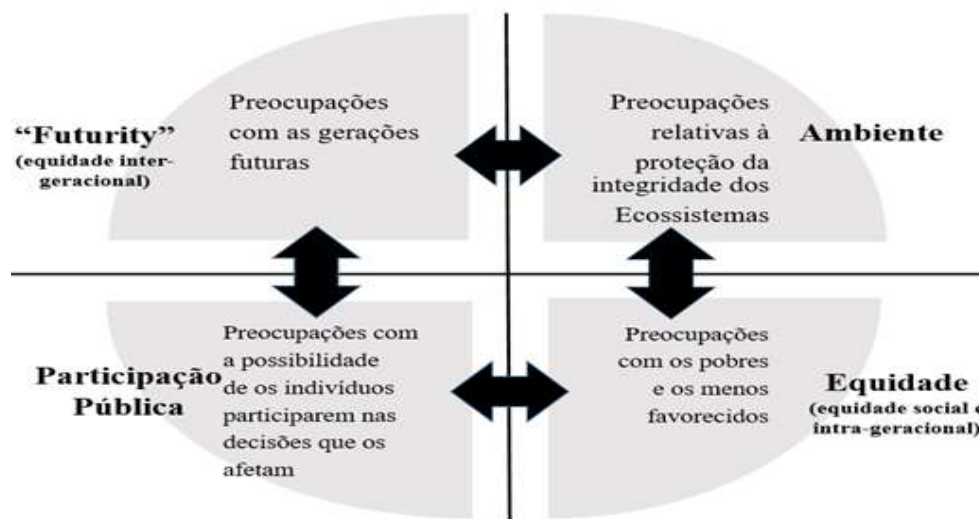 “Futurity”
(equidade inter-
geracional)
Preocupações
com as gerações
futuras
Preocupações
relativas à
proteção da
integridade dos
Ecossistemas
Ambiente
Participação
Pública
Preocupações com
a possibilidade
de os indivíduos
participarem nas
decisões que os
afetam
Preocupações
com os pobres
e os menos
favorecidos
Equidade
(equidade social e
intra-geracional)